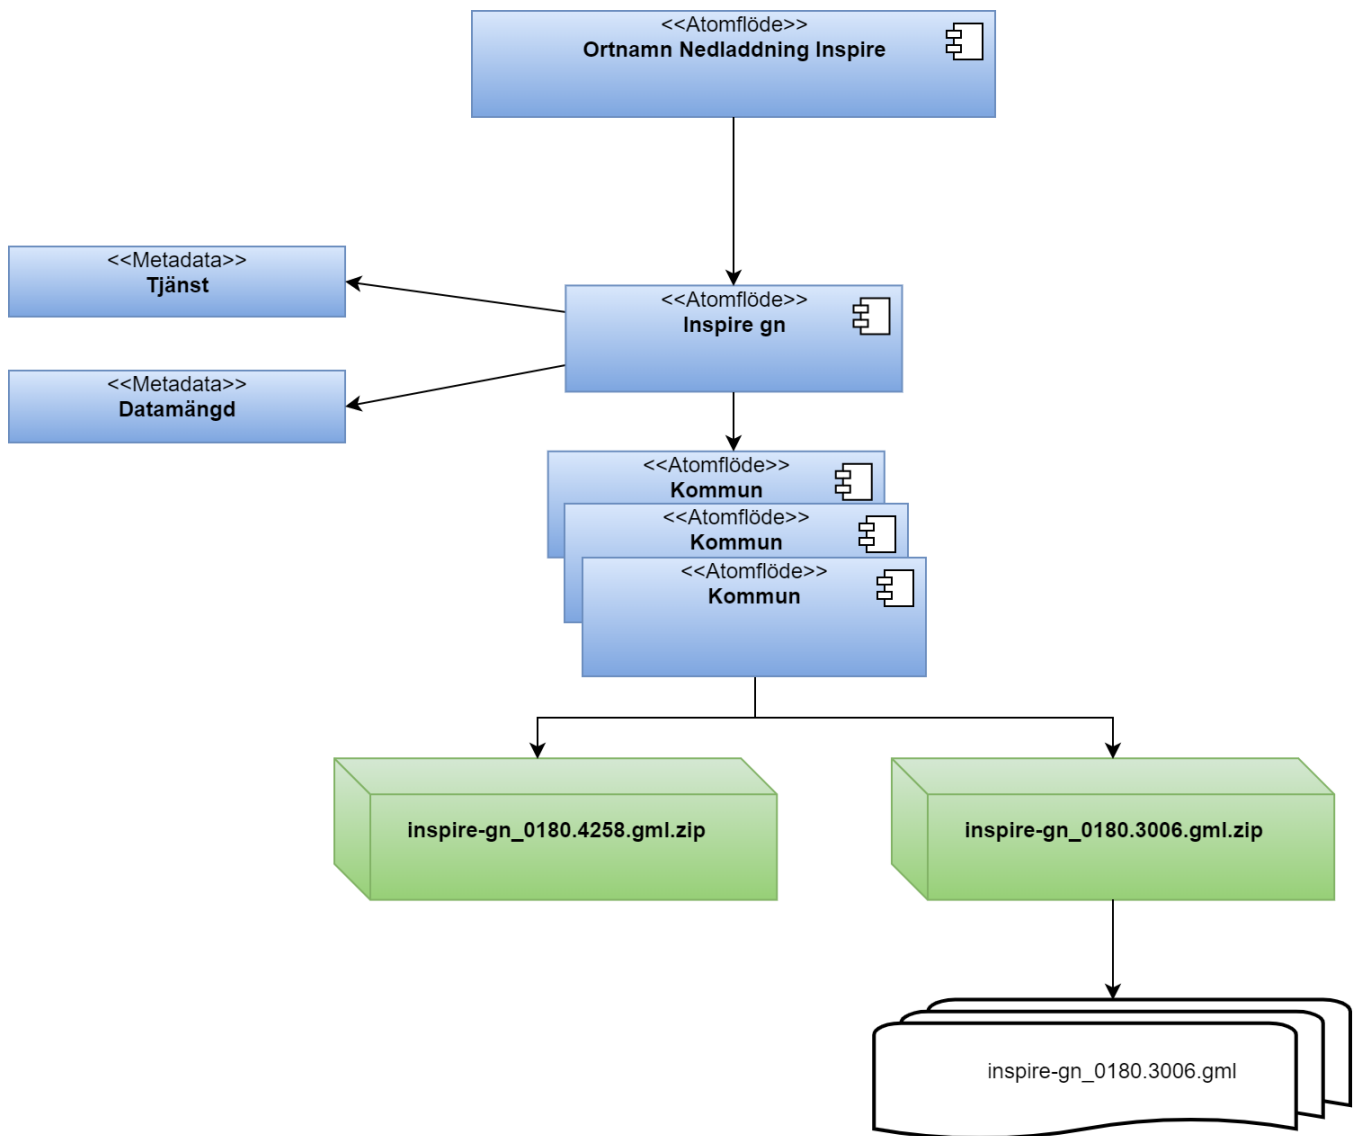 <<Atomflöde>>
Ortnamn Nedladdning Inspire
<<Metadata>>
Tjänst
<<Atomflöde>>
Inspire gn
<<Metadata>>
Datamängd
<<Atomflöde>>
Kommun
<<Atomflöde>>
Kommun
<<Atomflöde>>
Kommun
inspire-gn_0180.4258.gml.zip
inspire-gn_0180.3006.gml.zip
inspire-gn_0180.3006.gml